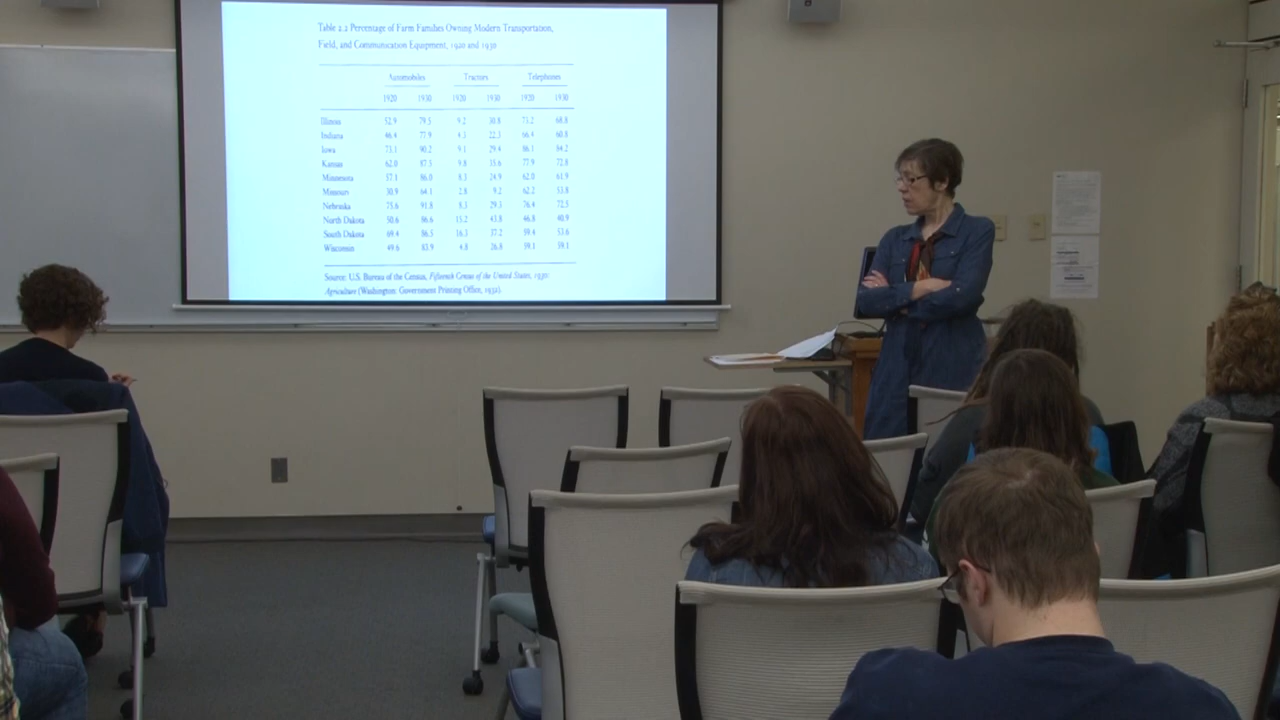 Table 2.2 Percentage of Farm Families Owning Modern Transportation,
Field, and Communication Equipment, 1920 and 1930
Automobiles Tractors Telephones
1920 1930 1920 1930 1920 1930
Illinois 52.9 79.5 9.2 30.8 73.2 68.8
Indiana 46.4 77.9 4.5 22.3 66.4 60.8
Iowa 73.1 90.2 9.1 29.4 86.1 84.2
Kansas 62.0 87.5 9.8 35.6 77.9 72.8
Minnesota 57.1 86.0 8.3 24.9 62.0 61.9
Missouri 30.9 64.3 2.8 9.2 62.2 53.8
Nebraska 75.6 91.8 8.3 29.3 76.4 72.5
North Dakota 50.6 86.6 15.2 43.8 46.8 40.9
South Dakota 69.4 86.5 16.3 37.2 59.4 53.6
Wisconsin 49.6 83.9 4.8 26.8 59.1 59.1
Source: U.S. Bureau of the Census, Fifteenth Census of the United States, 1930:
Agriculture (Washington: Government Printing Office, 1932).